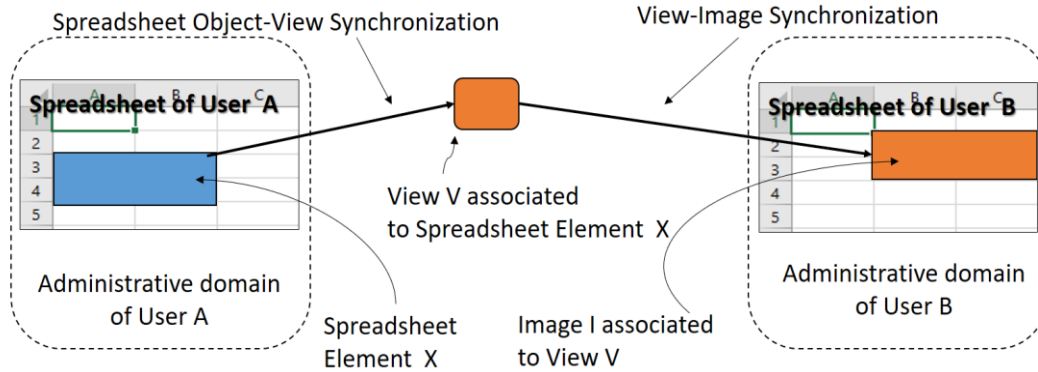 Spreadsheet Object-View Synchronization
View-Image Synchronization
A B C
Spreadsheet of User A
1
2
3
4
5
A B C
Spreadsheet of User B
1
2
3
4
5
View V associated
to Spreadsheet Element X
Administrative domain
of User A
Administrative domain
of User B
Spreadsheet
Element X
Image I associated
to View V